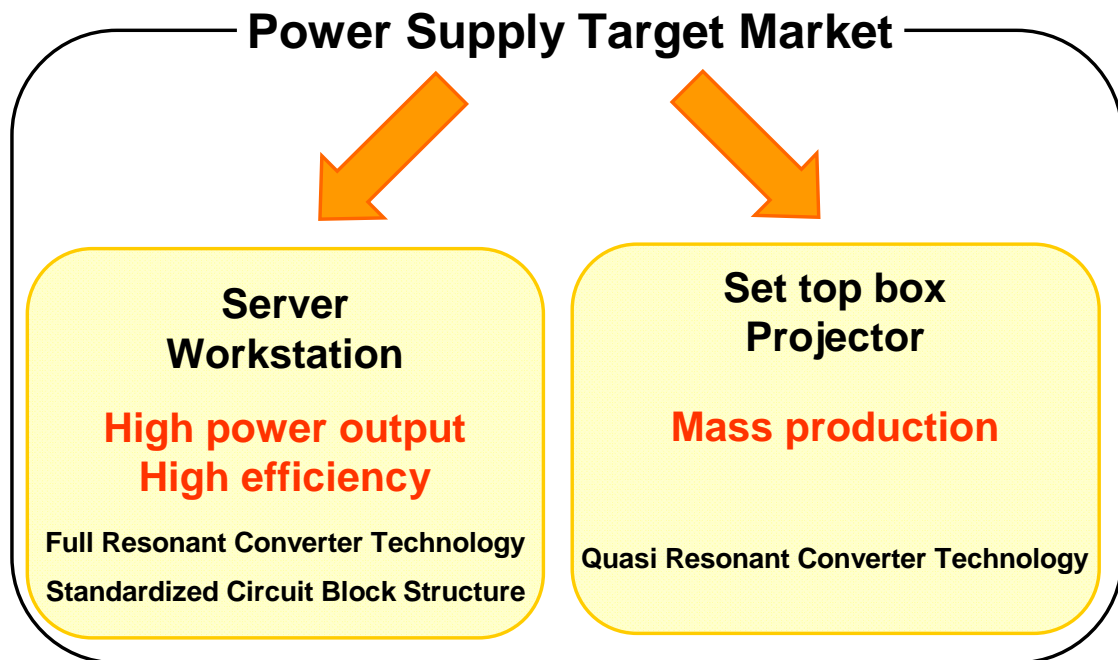 Power Supply Target Market
Server
Workstation
High power output
High efficiency
Full Resonant Converter Technology
Standardized Circuit Block Structure
Set top box
Projector
Mass production
Quasi Resonant Converter Technology